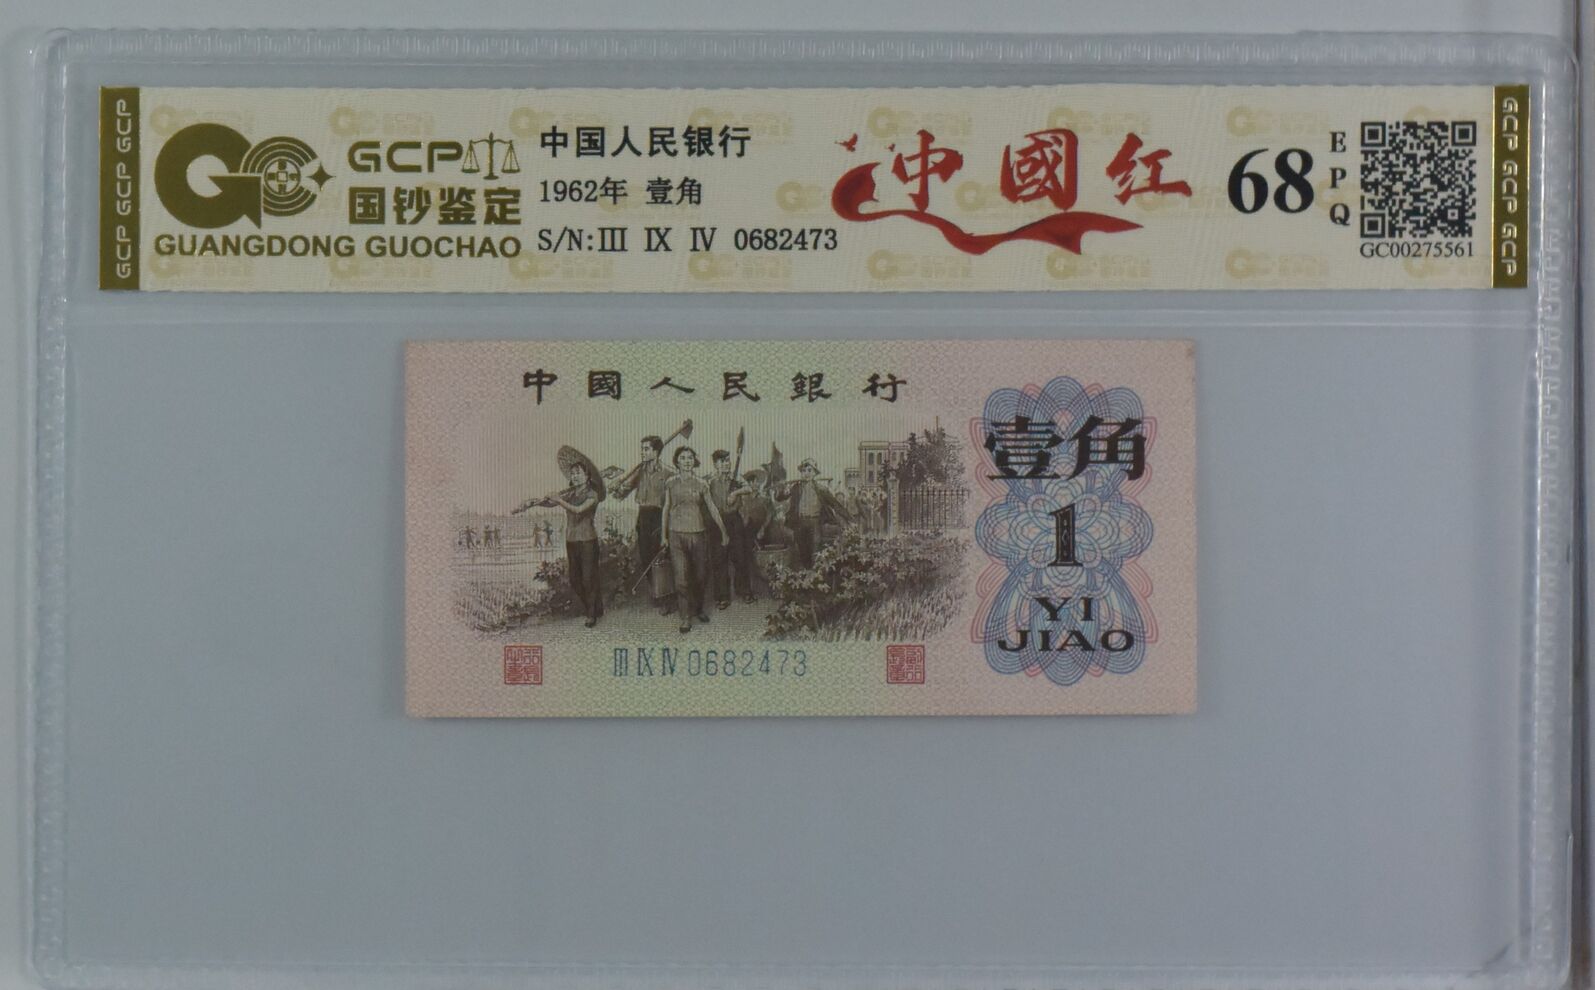 GCP GCP GCP
GCP
国钞鉴定
GUANGDONG GUOCHAO
中国人民银行
1962年 壹角
S/N:Ⅲ Ⅸ Ⅳ 0682473
中國红
68
EPQ
GC00275561
GCP GCP GCP
中國人民銀行
壹角
1
YI
JIAO
ⅢⅨⅣ0682473